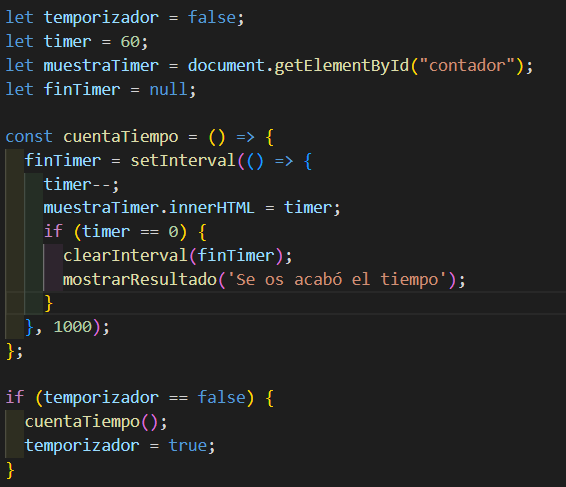 let temporizador = false;
let timer = 60;
let muestraTimer = document.getElementById("contador");
let finTimer = null;

const cuentaTiempo = () => {
  finTimer = setInterval(() => {
    timer--;
    muestraTimer.innerHTML = timer;
    if (timer == 0) {
      clearInterval(finTimer);
      mostrarResultado('Se os acabó el tiempo');
    }
  }, 1000);
};

if (temporizador == false) {
  cuentaTiempo();
  temporizador = true;
}